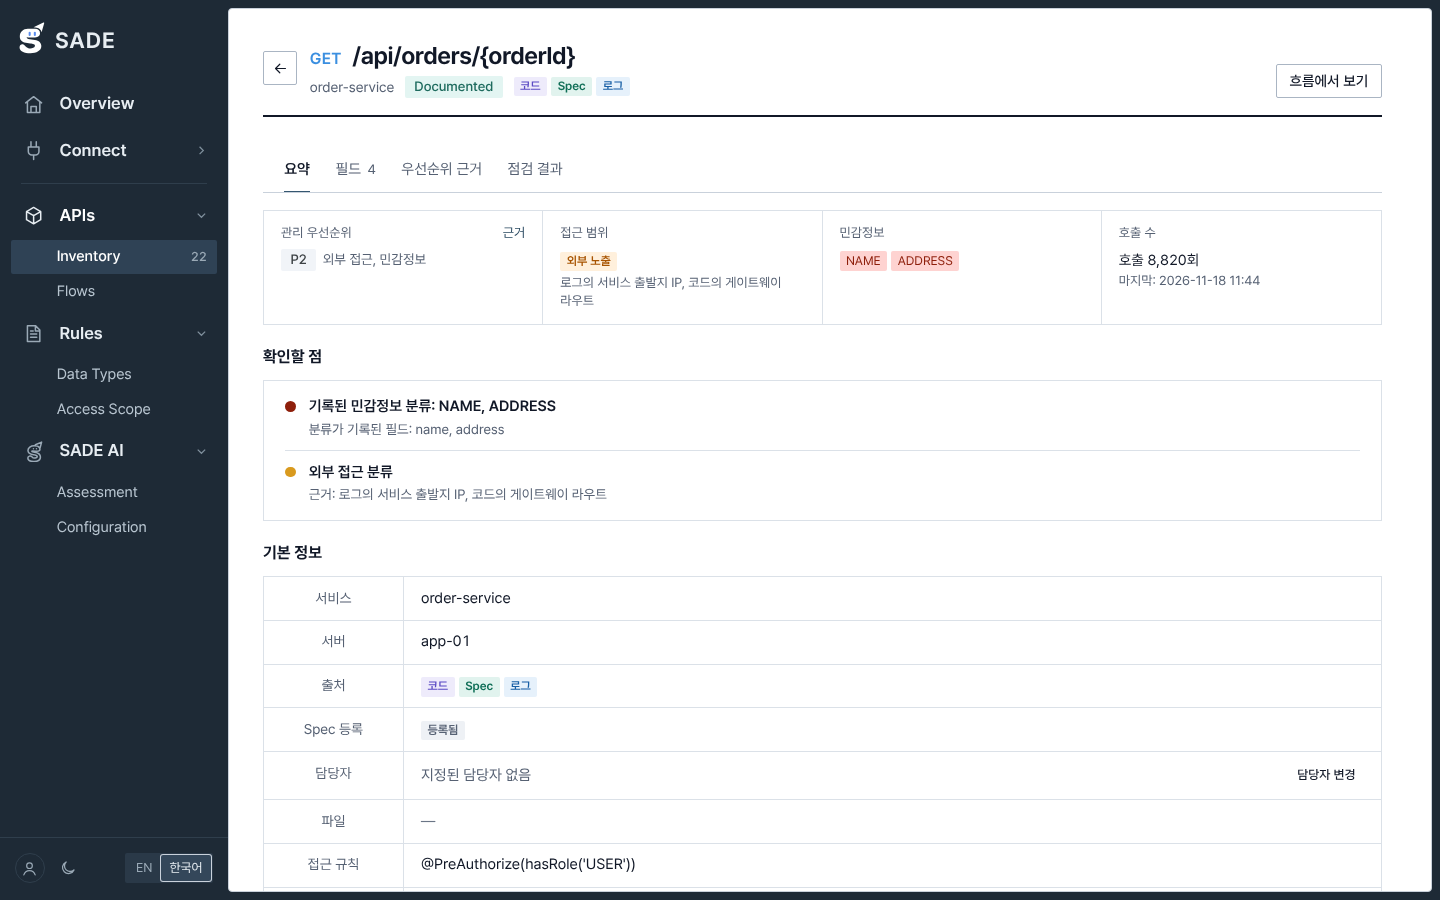 SADE
Overview
Connect
APIs
Inventory 22
Flows
Rules
Data Types
Access Scope
SADE AI
Assessment
Configuration
EN 한국어
GET /api/orders/{orderId}
order-service Documented 코드 Spec 로그
흐름에서 보기
요약 필드 4 우선순위 근거 점검 결과
관리 우선순위 근거
P2 외부 접근, 민감정보
접근 범위
외부 노출
로그의 서비스 출발지 IP, 코드의 게이트웨이
라우트
민감정보
NAME ADDRESS
호출 수
호출 8,820회
마지막: 2026-11-18 11:44
확인할 점
기록된 민감정보 분류: NAME, ADDRESS
분류가 기록된 필드: name, address
외부 접근 분류
근거: 로그의 서비스 출발지 IP, 코드의 게이트웨이 라우트
기본 정보
서비스 order-service
서버 app-01
출처 코드 Spec 로그
Spec 등록 등록됨
담당자 지정된 담당자 없음 담당자 변경
파일 —
접근 규칙 @PreAuthorize(hasRole('USER'))